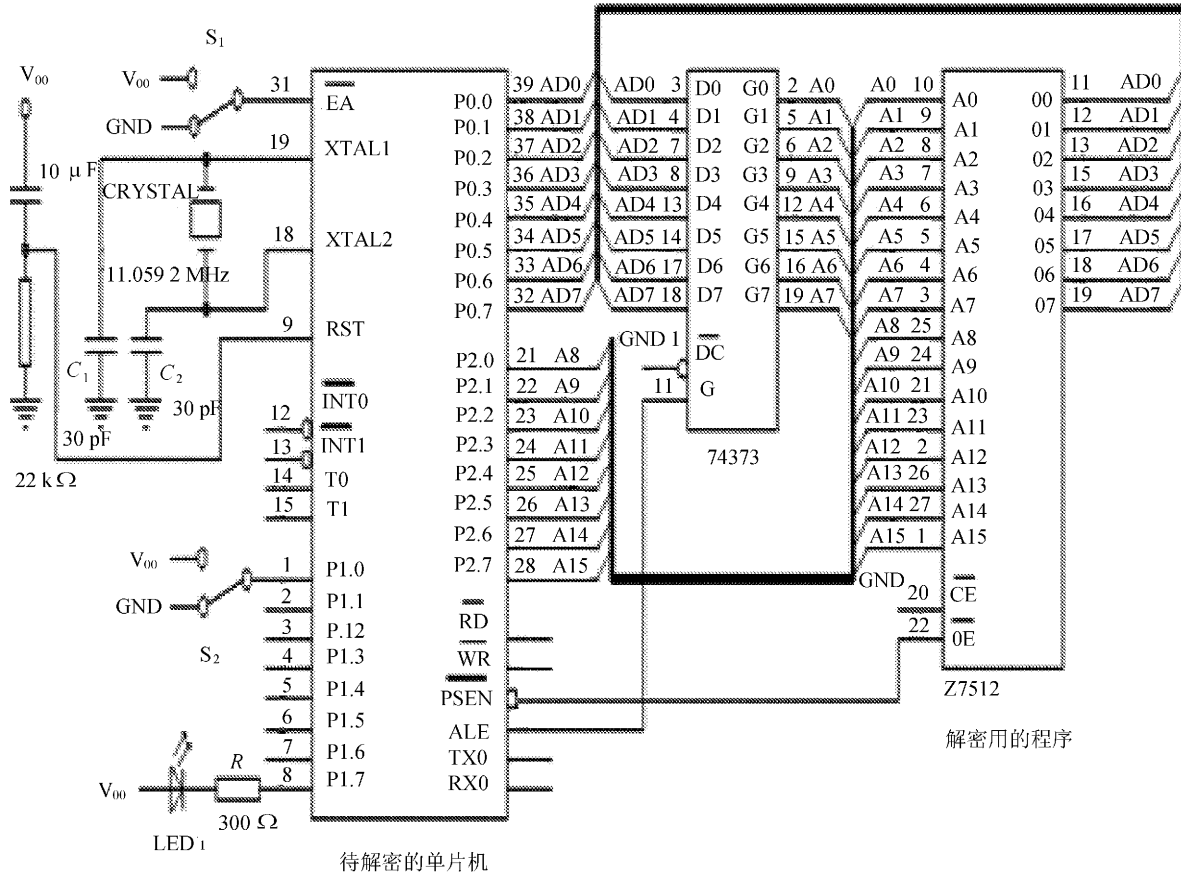 S1
V00
V00
GND
10 μF
CRYSTAL
11.059 2 MHz
C1
C2
30 pF
30 pF
22 kΩ
31
19
18
9
12
13
14
15
EA
XTAL1
XTAL2
RST
INT0
INT1
T0
T1
V00
GND
S2
1
2
3
4
5
6
7
8
P1.0
P1.1
P.12
P1.3
P1.4
P1.5
P1.6
P1.7
V00
R
300 Ω
LED1
P0.0 39 AD0
P0.1 38 AD1
P0.2 37 AD2
P0.3 36 AD3
P0.4 35 AD4
P0.5 34 AD5
P0.6 33 AD6
P0.7 32 AD7
P2.0 21 A8
P2.1 22 A9
P2.2 23 A10
P2.3 24 A11
P2.4 25 A12
P2.5 26 A13
P2.6 27 A14
P2.7 28 A15
RD
WR
PSEN
ALE
TX0
RX0
待解密的单片机
AD0 3 D0 G0 2 A0
AD1 4 D1 G1 5 A1
AD2 7 D2 G2 6 A2
AD3 8 D3 G3 9 A3
AD4 13 D4 G4 12 A4
AD5 14 D5 G5 15 A5
AD6 17 D6 G6 16 A6
AD7 18 D7 G7 19 A7
GND 1 DC
11 G
74373
A0 10 A0 00 11 AD0
A1 9 A1 01 12 AD1
A2 8 A2 02 13 AD2
A3 7 A3 03 15 AD3
A4 6 A4 04 16 AD4
A5 5 A5 05 17 AD5
A6 4 A6 06 18 AD6
A7 3 A7 07 19 AD7
A8 25 A8
A9 24 A9
A10 21 A10
A11 23 A11
A12 2 A12
A13 26 A13
A14 27 A14
A15 1 A15
GND 20 CE
22 0E
Z7512
解密用的程序